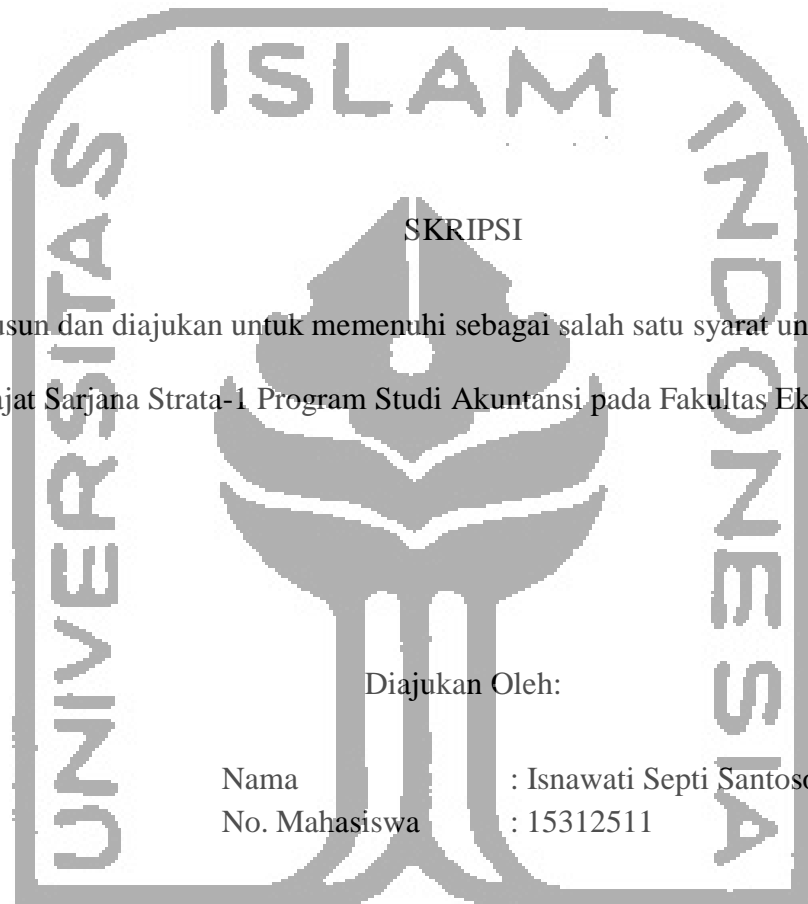 ISLAM
UNIVERSITAS
INDONESIA
SKRIPSI
usun dan diajukan untuk memenuhi sebagai salah satu syarat un
ajat Sarjana Strata-1 Program Studi Akuntansi pada Fakultas Ek
Diajukan Oleh:
Nama : Isnawati Septi Santoso
No. Mahasiswa : 15312511